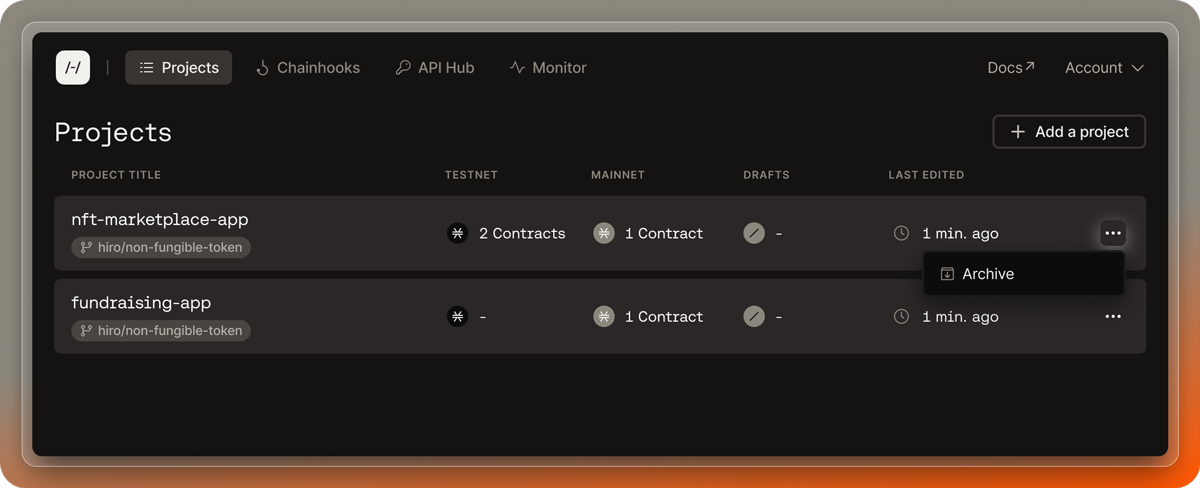 /-/ Projects Chainhooks API Hub Monitor Docs Account
Projects Add a project
PROJECT TITLE TESTNET MAINNET DRAFTS LAST EDITED
nft-marketplace-app
hiro/non-fungible-token
2 Contracts 1 Contract - 1 min. ago
Archive
fundraising-app
hiro/non-fungible-token
- 1 Contract - 1 min. ago